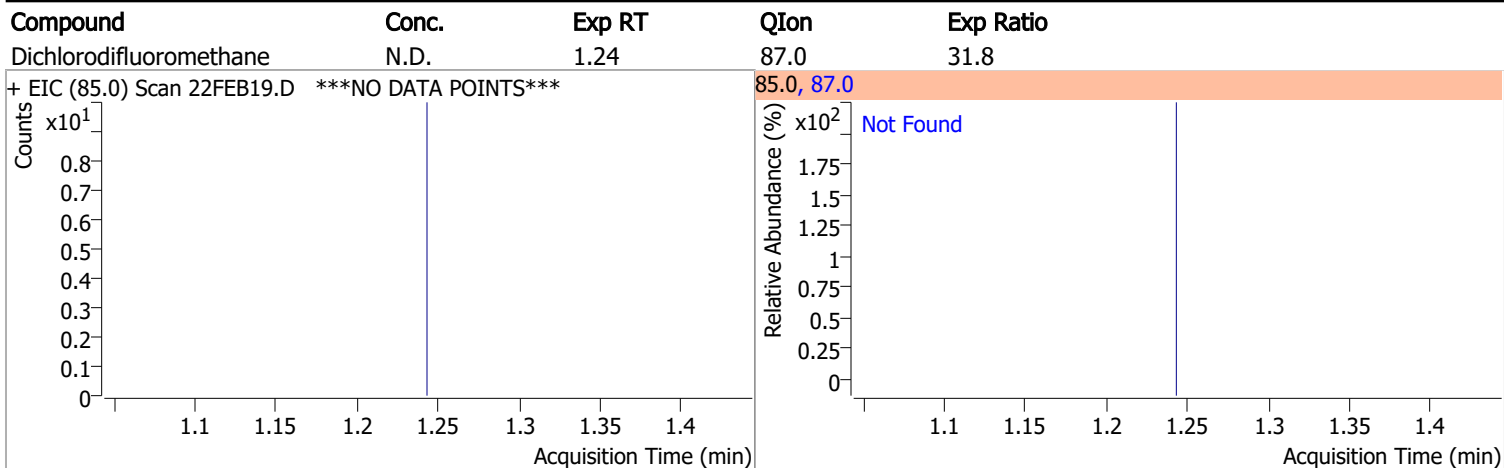 Compound Conc. Exp RT QIon Exp Ratio
Dichlorodifluoromethane N.D. 1.24 87.0 31.8
+ EIC (85.0) Scan 22FEB19.D ***NO DATA POINTS***
Counts
x10¹
0.8
0.7
0.6
0.5
0.4
0.3
0.2
0.1
0
1.1 1.15 1.2 1.25 1.3 1.35 1.4
Acquisition Time (min)
85.0, 87.0
Relative Abundance (%)
x10²
Not Found
1.75
1.5
1.25
1
0.75
0.5
0.25
0
1.1 1.15 1.2 1.25 1.3 1.35 1.4
Acquisition Time (min)